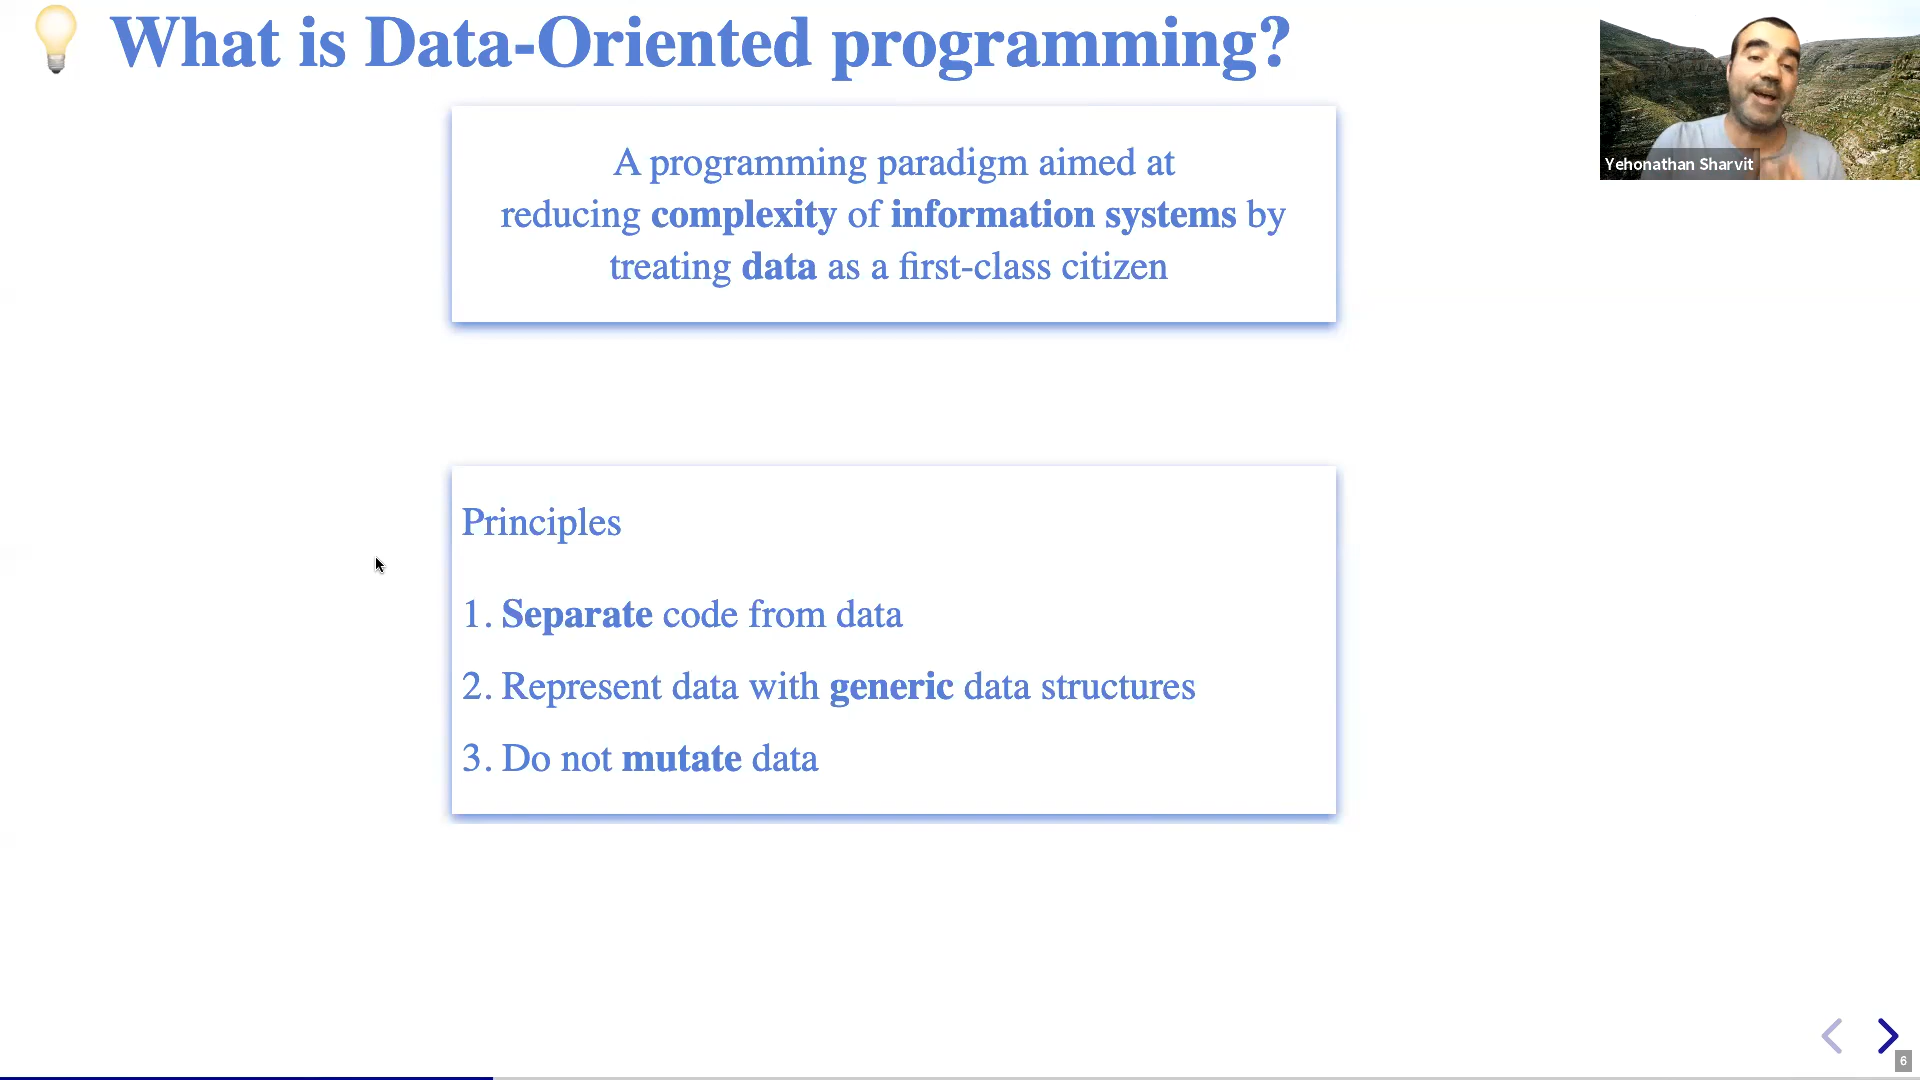 What is Data-Oriented programming?
A programming paradigm aimed at
reducing complexity of information systems by
treating data as a first-class citizen
Yehonathan Sharvit
Principles
1. Separate code from data
2. Represent data with generic data structures
3. Do not mutate data
6